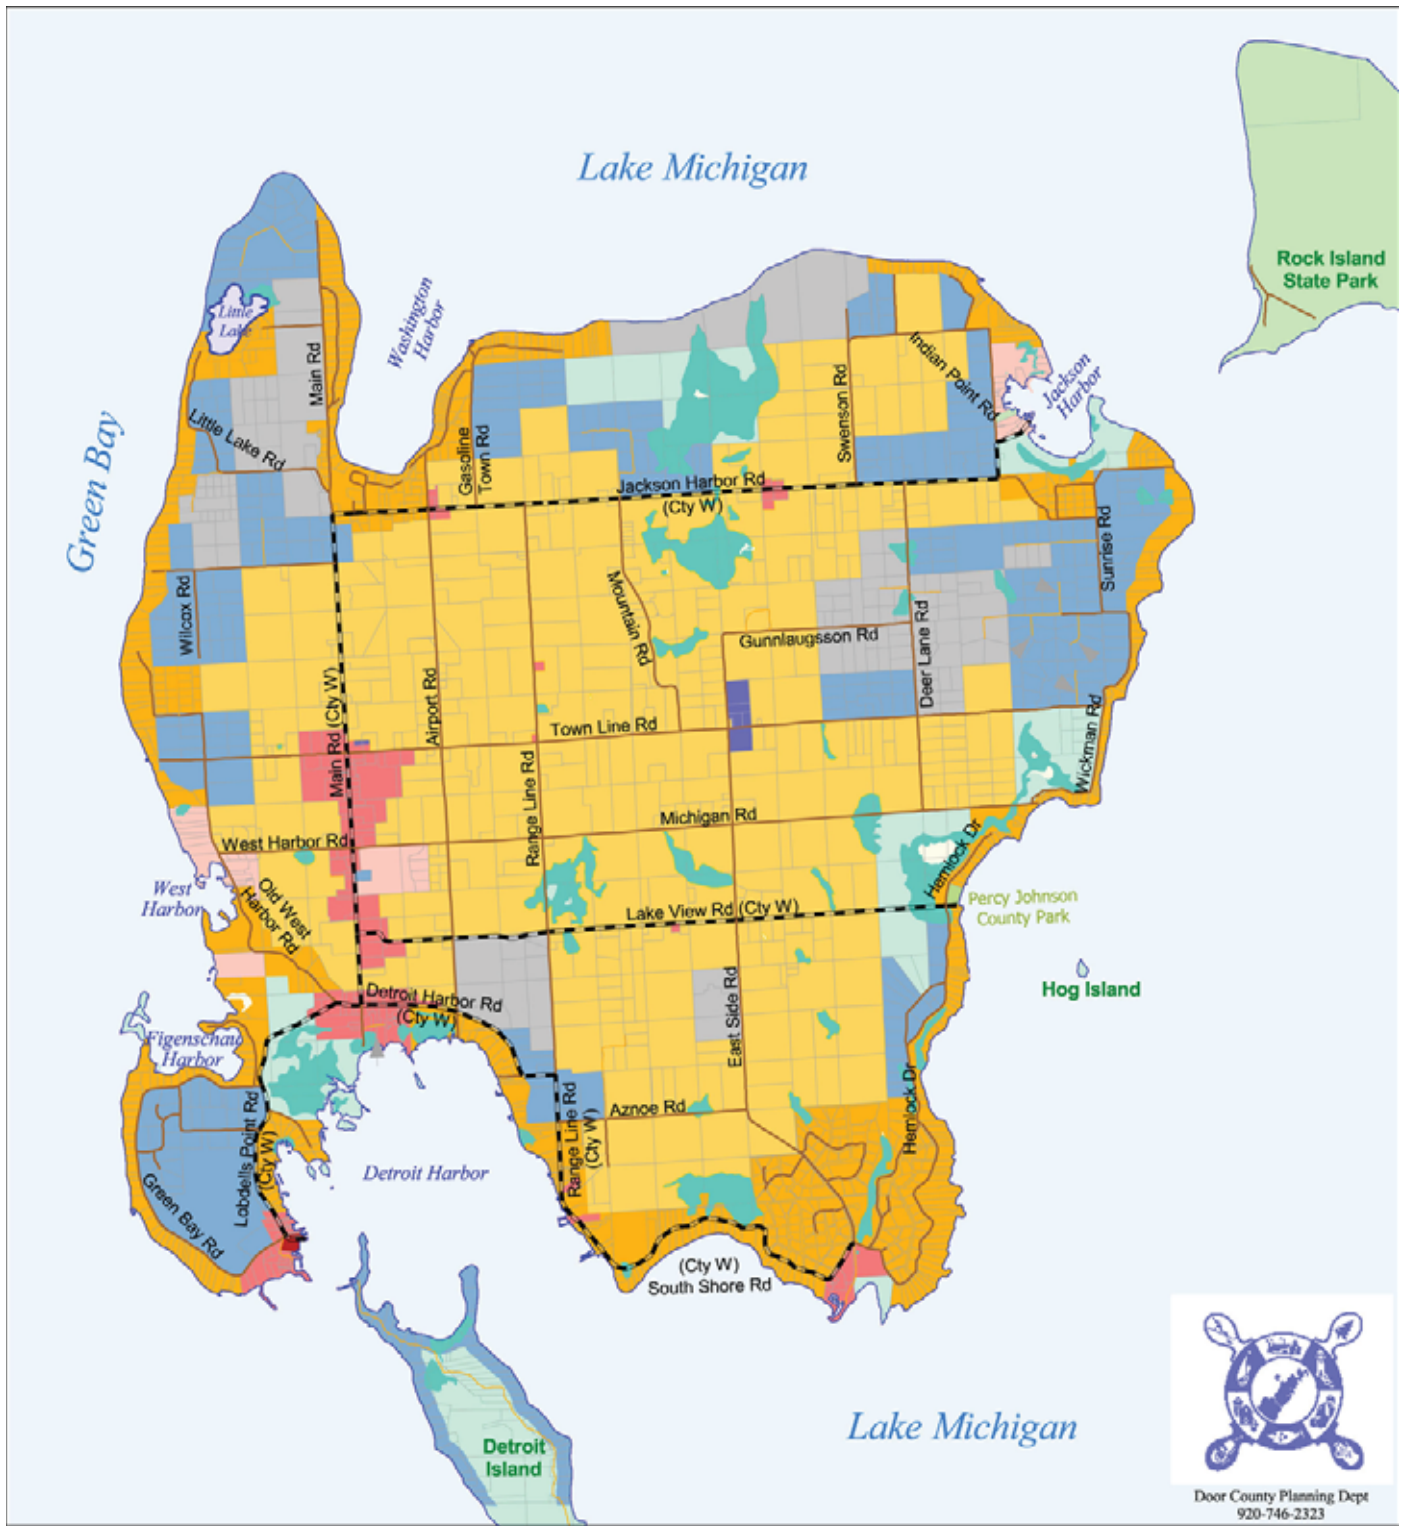 Lake Michigan
Rock Island
State Park
Washington
Harbor
Little
Lake
Main Rd
Indian Point Rd
Jackson
Harbor
Swenson Rd
Green Bay
Little Lake Rd
Gasoline
Town Rd
Jackson Harbor Rd
(Cty W)
Sunrise Rd
Wilcox Rd
Mountain Rd
Gunnlaugsson Rd
Deer Lane Rd
Main Rd (Cty W)
Airport Rd
Town Line Rd
Wickman Rd
Range Line Rd
Michigan Rd
West Harbor Rd
Hemlock Dr
West
Harbor
Old West
Harbor Rd
Lake View Rd (Cty W)
Percy Johnson
County Park
Hog Island
Detroit Harbor Rd
(Cty W)
East Side Rd
Figenschau
Harbor
Hemlock Dr
Aznoe Rd
Range Line Rd
(Cty W)
Lobdells Point Rd
(Cty W)
Detroit Harbor
Green Bay Rd
(Cty W)
South Shore Rd
Detroit
Island
Lake Michigan
Door County Planning Dept
920-746-2323